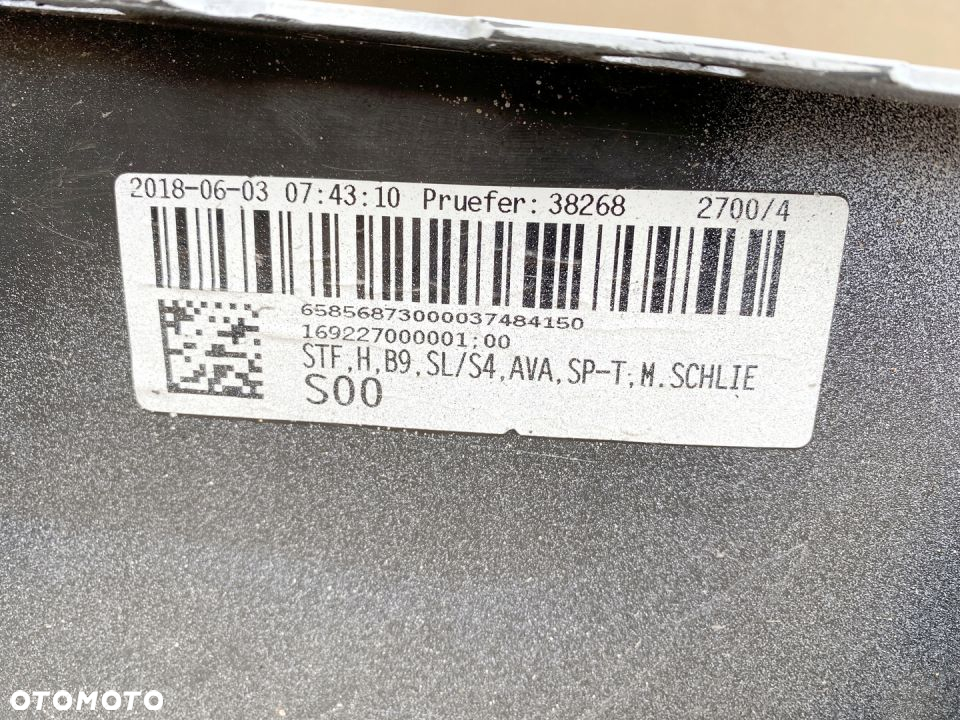 2018-06-03 07:43:10 Pruefer: 38268 2700/4
65856873000037484150
169227000001;00
STF,H,B9,SL/S4,AVA,SP-T,M.SCHLIE
S00
OTOMOTO